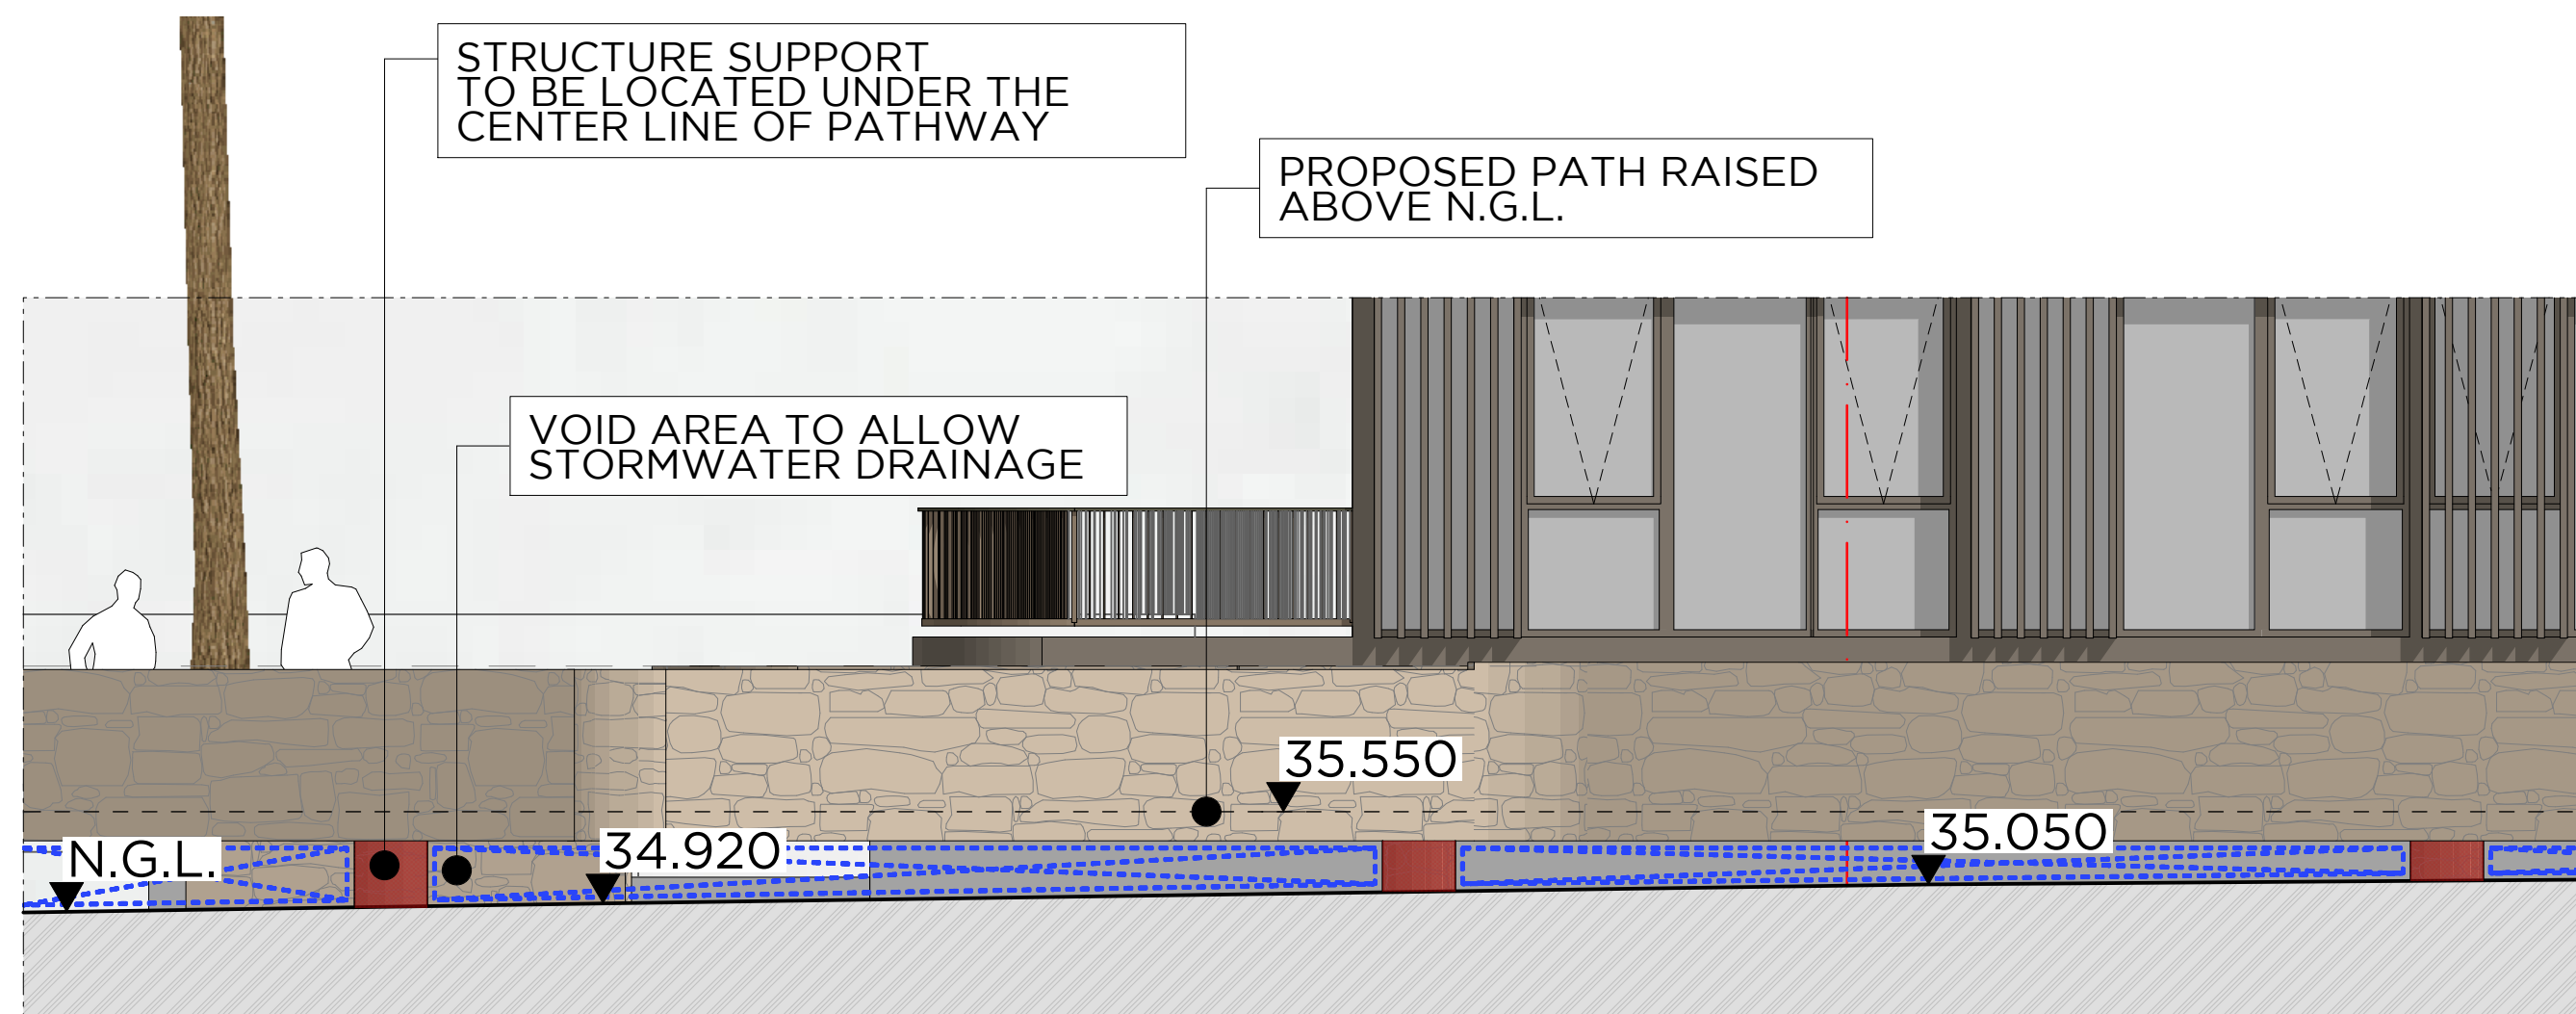 STRUCTURE SUPPORT
TO BE LOCATED UNDER THE
CENTER LINE OF PATHWAY
PROPOSED PATH RAISED
ABOVE N.G.L.
VOID AREA TO ALLOW
STORMWATER DRAINAGE
35.550
35.050
34.920
N.G.L.